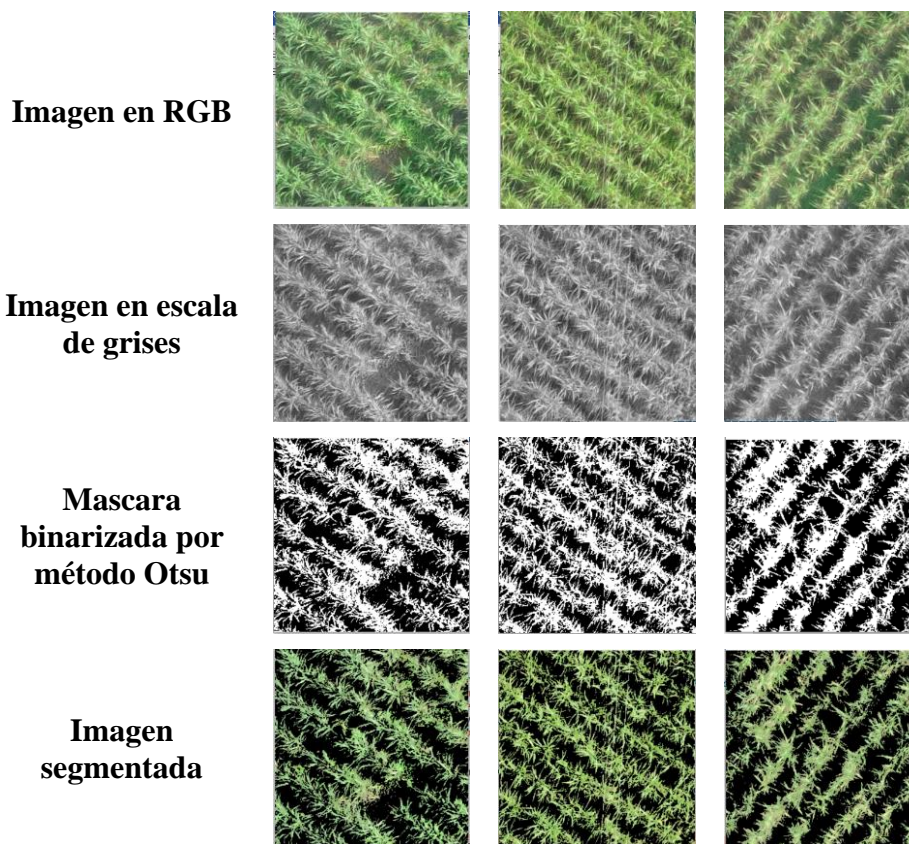 Imagen en RGB
Imagen en escala
de grises
Mascara
binarizada por
método Otsu
Imagen
segmentada